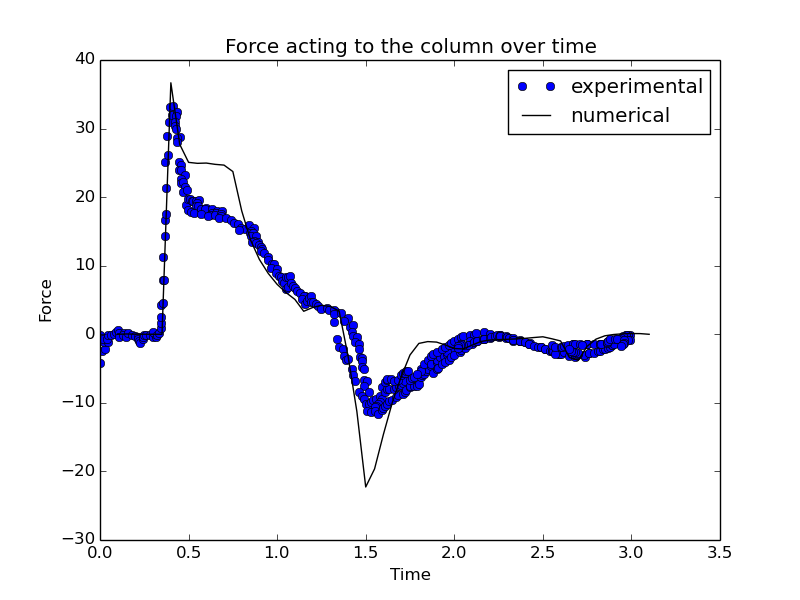 Force acting to the column over time
experimental
numerical
40
30
20
10
0
−10
−20
−30
Force
0.0 0.5 1.0 1.5 2.0 2.5 3.0 3.5
Time